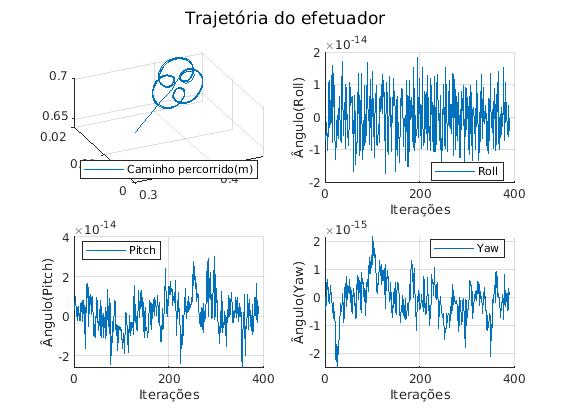 Trajetória do efetuador
0.7
0.65
0.02
0
0.4
0.3
Caminho percorrido(m)
×10-14
2
1
0
-1
-2
Ângulo(Roll)
Roll
0 200 400
Iterações
×10-14
4
2
0
-2
Ângulo(Pitch)
Pitch
0 200 400
Iterações
×10-15
2
1
0
-1
-2
Ângulo(Yaw)
Yaw
0 200 400
Iterações